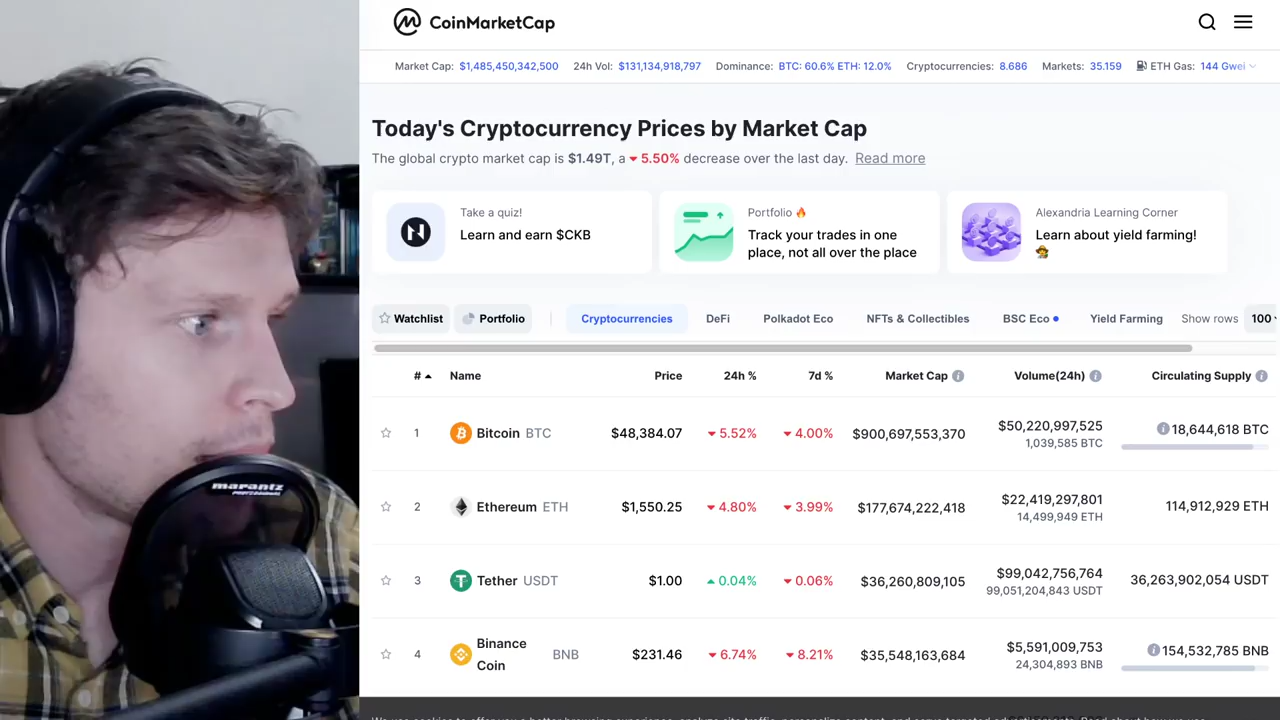 CoinMarketCap
Market Cap: $1,485,450,342,500 24h Vol: $131,134,918,797 Dominance: BTC: 60.6% ETH: 12.0% Cryptocurrencies: 8.686 Markets: 35.159 ETH Gas: 144 Gwei
Today's Cryptocurrency Prices by Market Cap
The global crypto market cap is $1.49T, a 5.50% decrease over the last day. Read more
Take a quiz!
Learn and earn $CKB
Portfolio 🔥
Track your trades in one
place, not all over the place
Alexandria Learning Corner
Learn about yield farming!
Watchlist Portfolio Cryptocurrencies DeFi Polkadot Eco NFTs & Collectibles BSC Eco Yield Farming Show rows 100
# Name Price 24h % 7d % Market Cap Volume(24h) Circulating Supply
1 Bitcoin BTC $48,384.07 5.52% 4.00% $900,697,553,370 $50,220,997,525 18,644,618 BTC
1,039,585 BTC
2 Ethereum ETH $1,550.25 4.80% 3.99% $177,674,222,418 $22,419,297,801 114,912,929 ETH
14,499,949 ETH
3 Tether USDT $1.00 0.04% 0.06% $36,260,809,105 $99,042,756,764 36,263,902,054 USDT
99,051,204,843 USDT
4 Binance Coin BNB $231.46 6.74% 8.21% $35,548,163,684 $5,591,009,753 154,532,785 BNB
24,304,893 BNB
marantz
PROFESSIONAL